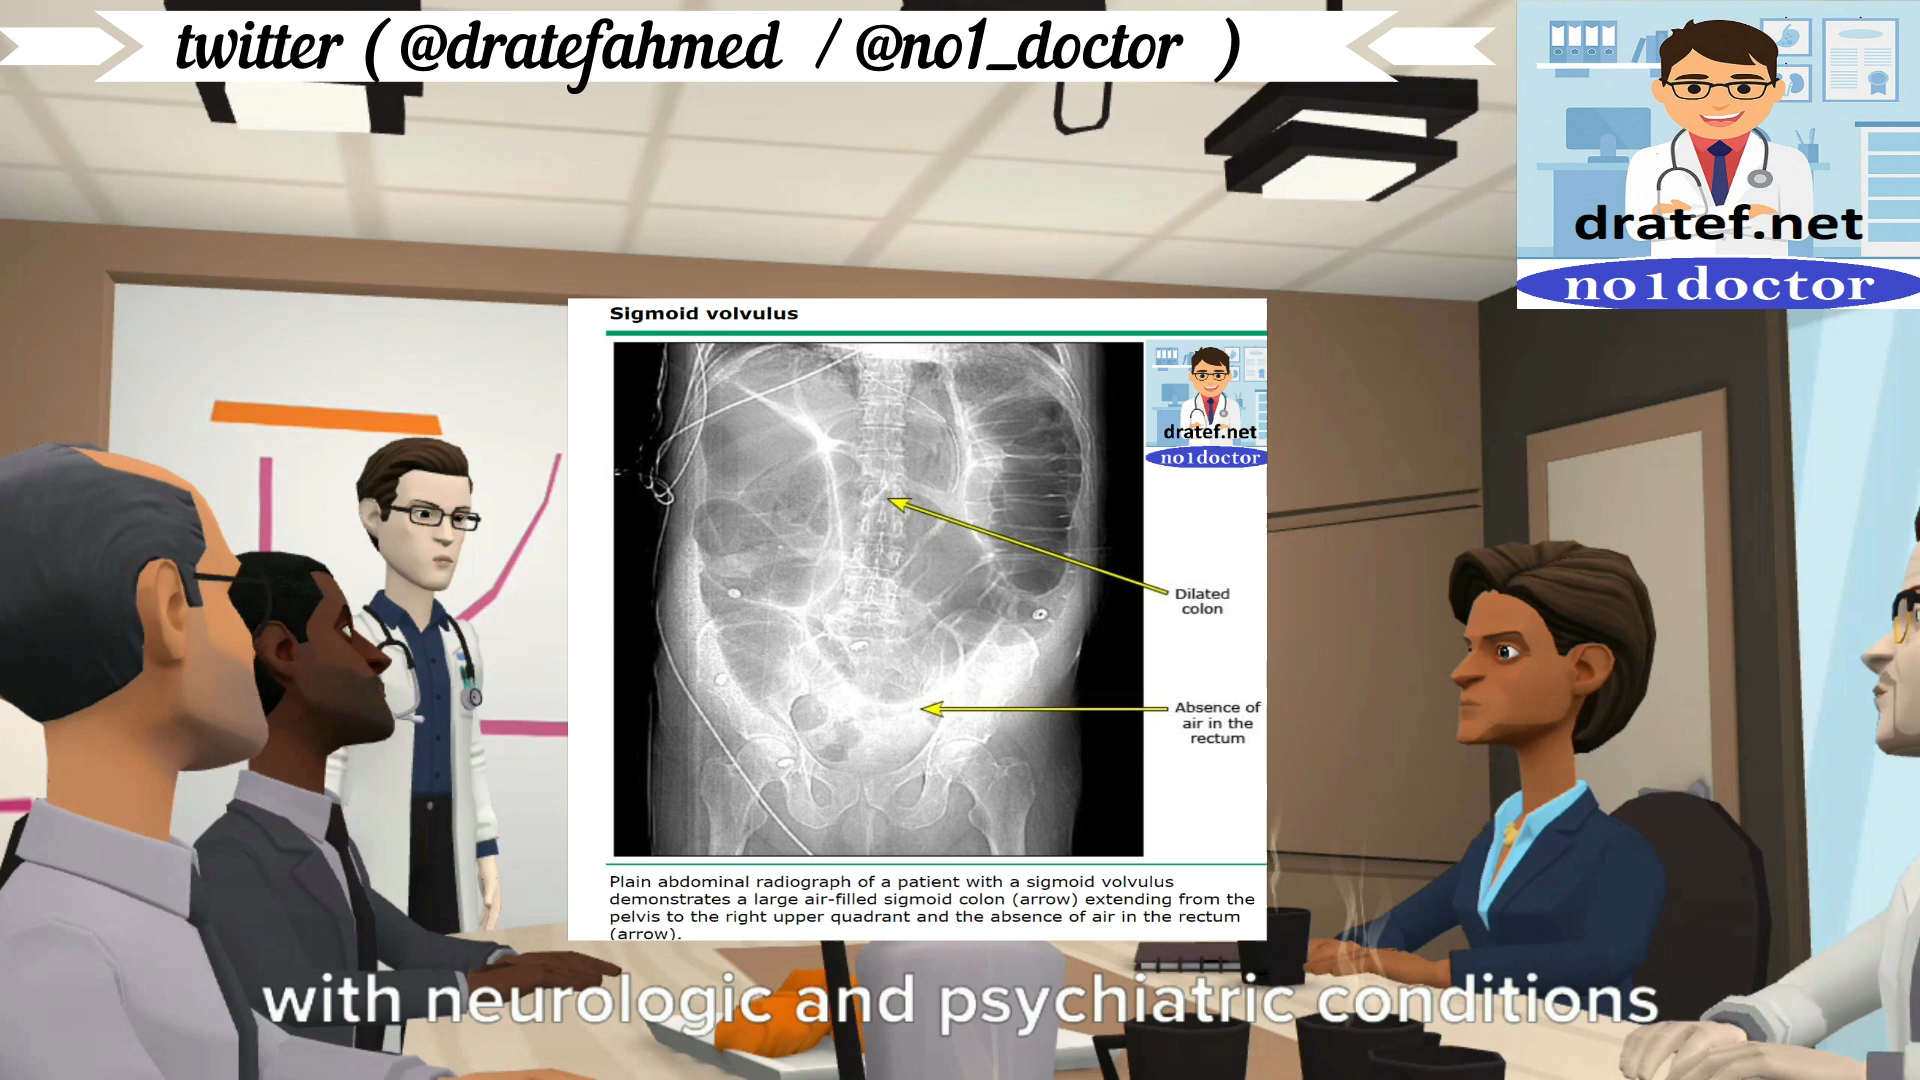 twitter ( @dratefahmed / @no1_doctor )
dratef.net
no1doctor
Sigmoid volvulus
dratef.net
no1doctor
Dilated
colon
Absence of
air in the
rectum
Plain abdominal radiograph of a patient with a sigmoid volvulus
demonstrates a large air-filled sigmoid colon (arrow) extending from the
pelvis to the right upper quadrant and the absence of air in the rectum
(arrow).
with neurologic and psychiatric conditions